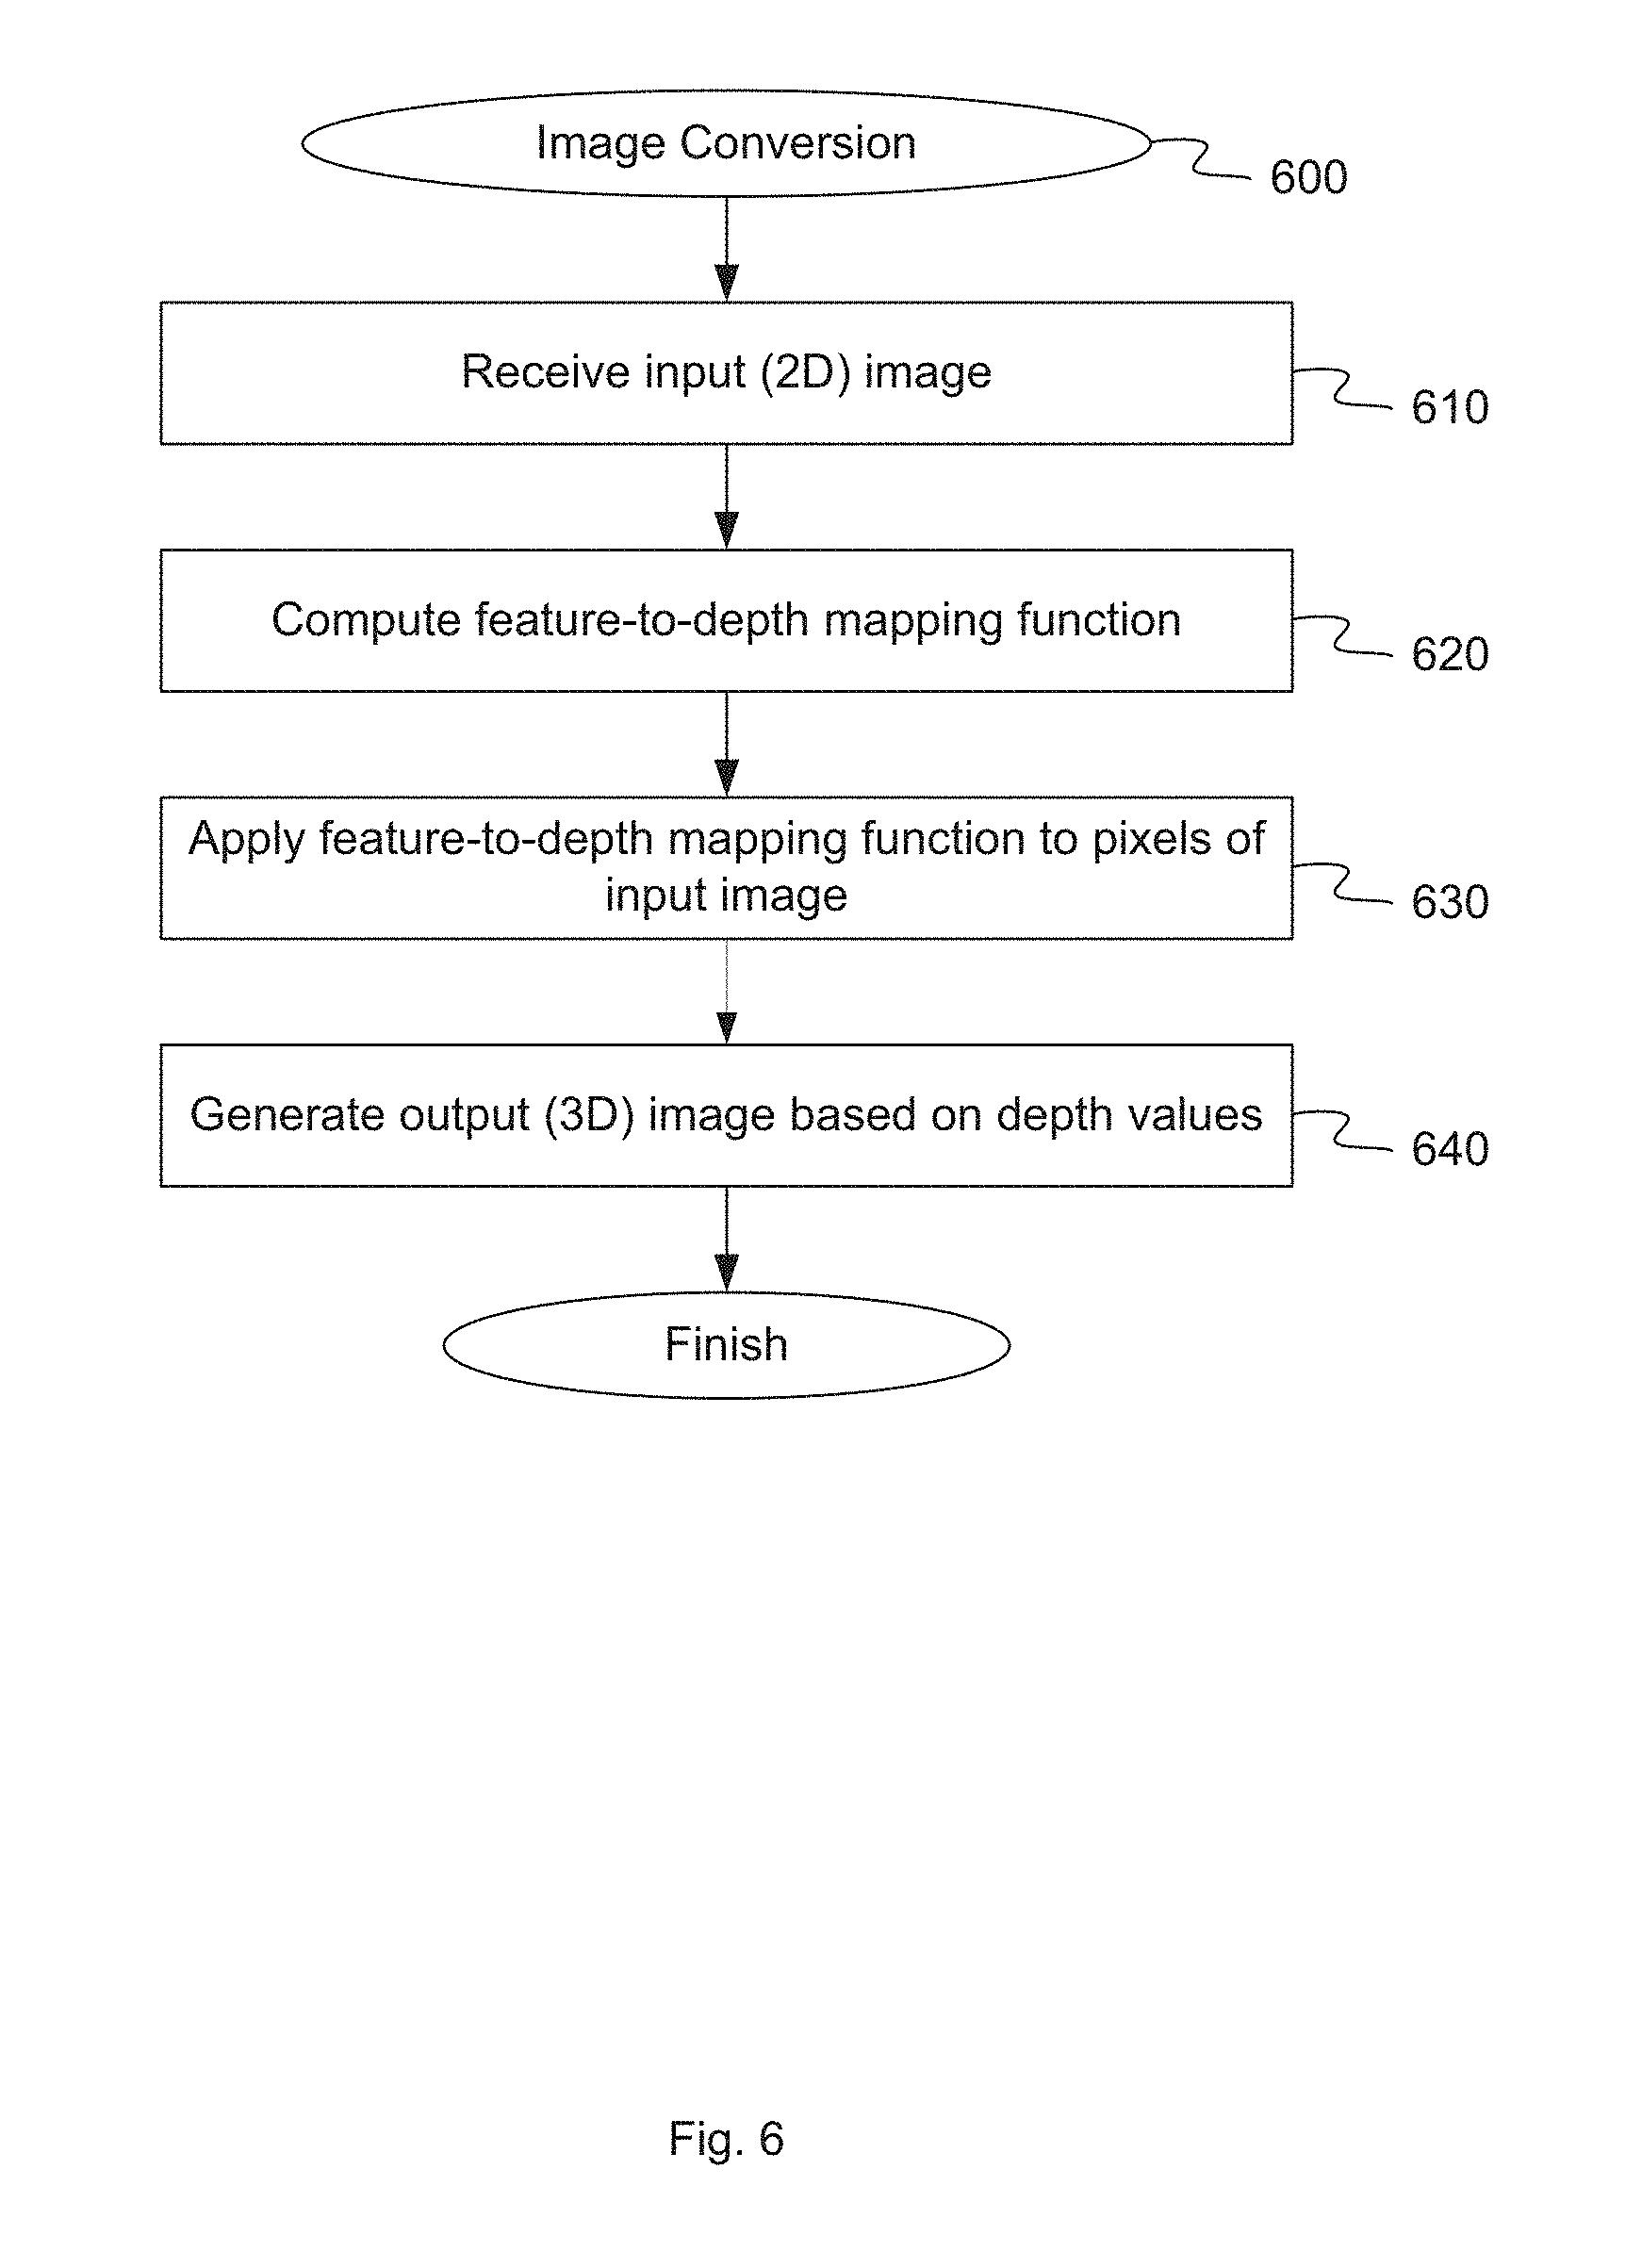 Image Conversion
600
Receive input (2D) image
610
Compute feature-to-depth mapping function
620
Apply feature-to-depth mapping function to pixels of
input image
630
Generate output (3D) image based on depth values
640
Finish
Fig. 6